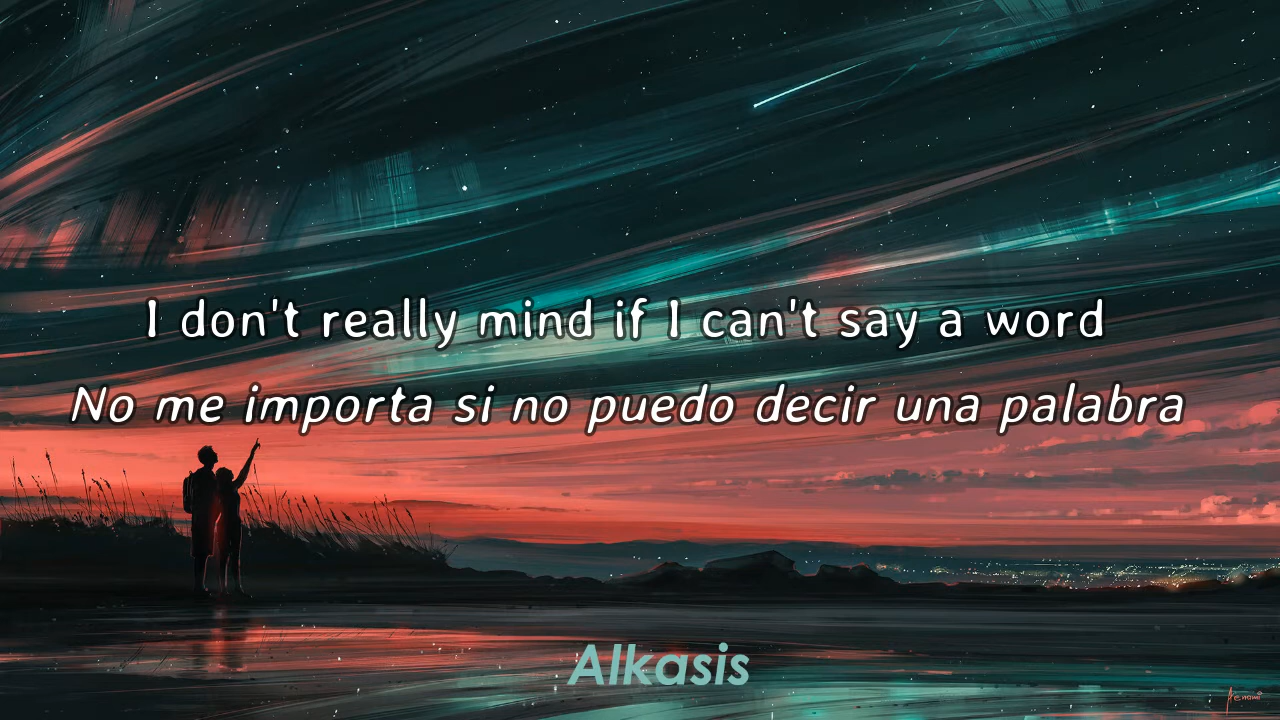 I don't really mind if I can't say a word
No me importa si no puedo decir una palabra
Alkasis